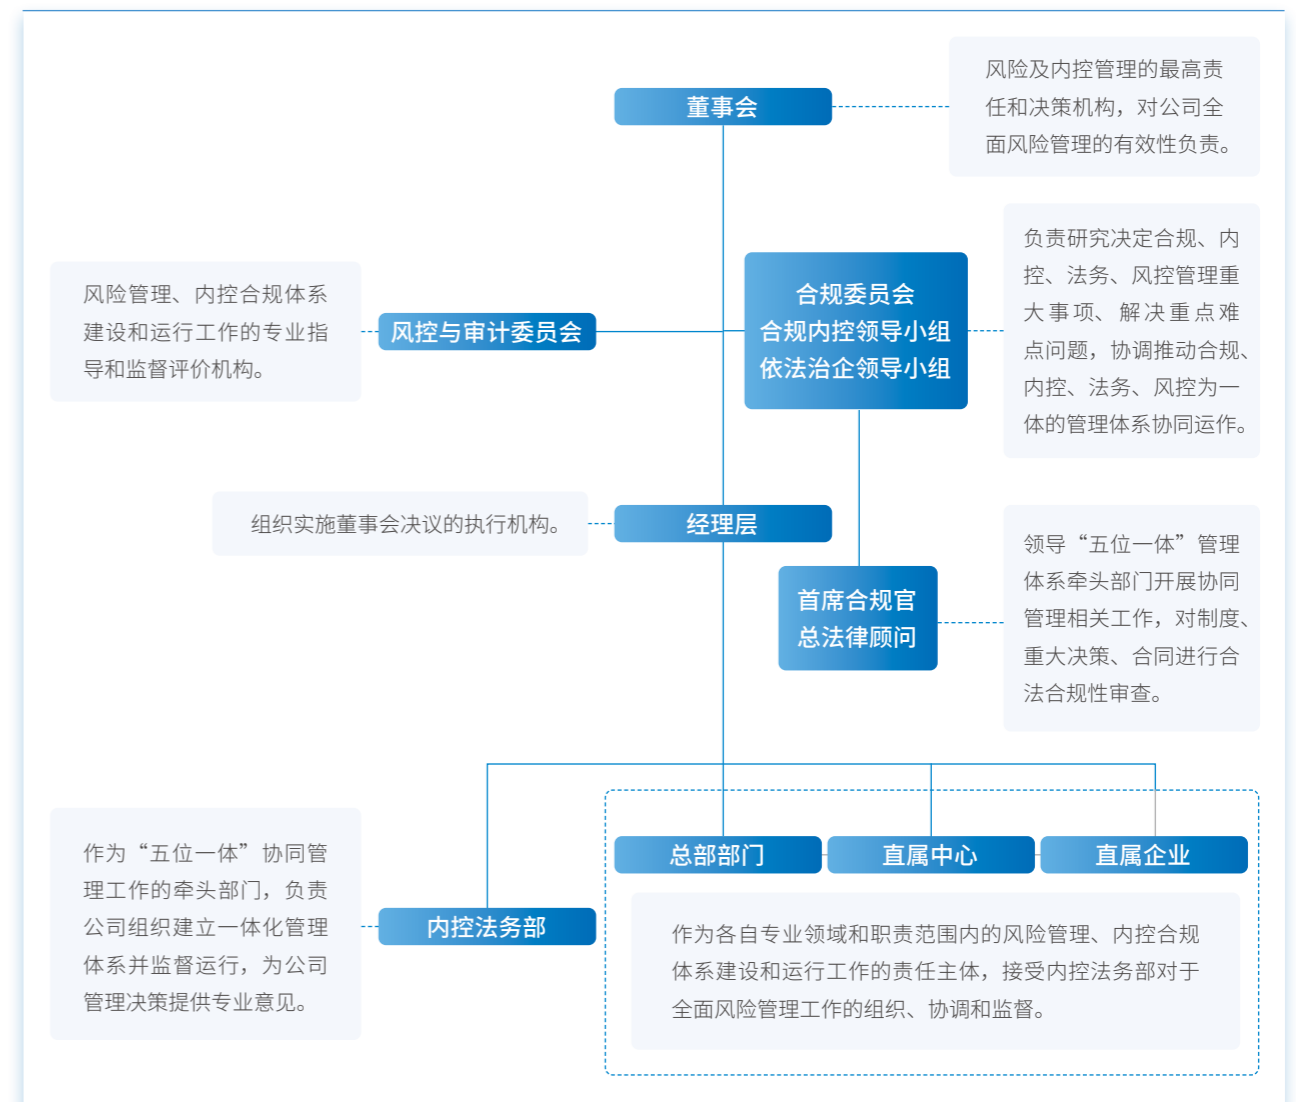 董事会
风险及内控管理的最高责
任和决策机构，对公司全
面风险管理的有效性负责。
风险管理、内控合规体系
建设和运行工作的专业指
导和监督评价机构。
风控与审计委员会
合规委员会
合规内控领导小组
依法治企领导小组
负责研究决定合规、内
控、法务、风控管理重
大事项、解决重点难
点问题，协调推动合规、
内控、法务、风控为一
体的管理体系协同运作。
组织实施董事会决议的执行机构。
经理层
首席合规官
总法律顾问
领导“五位一体”管理
体系牵头部门开展协同
管理相关工作，对制度、
重大决策、合同进行合
法合规性审查。
作为“五位一体”协同管
理工作的牵头部门，负责
公司组织建立一体化管理
体系并监督运行，为公司
管理决策提供专业意见。
内控法务部
总部部门
直属中心
直属企业
作为各自专业领域和职责范围内的风险管理、内控合规
体系建设和运行工作的责任主体，接受内控法务部对于
全面风险管理工作的组织、协调和监督。